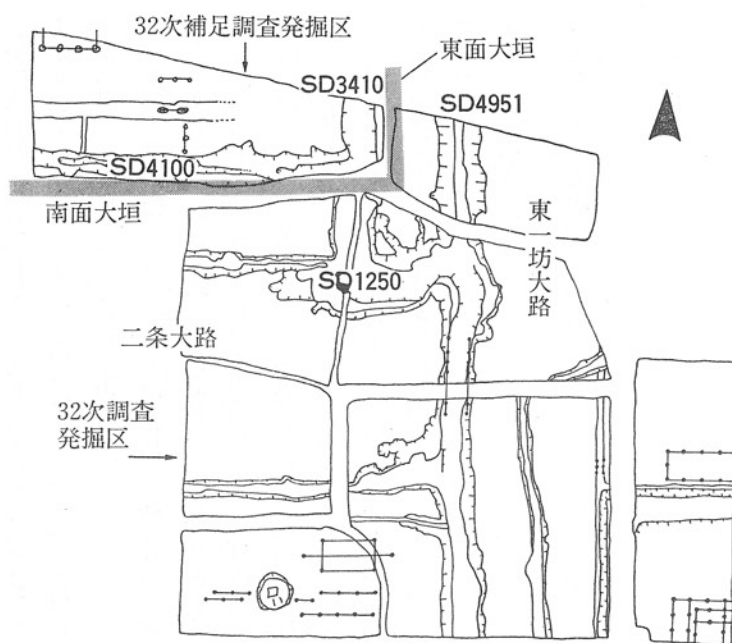 32次補足調査発掘区
東面大垣
SD3410
SD4951
SD4100
南面大垣
東一坊大路
SD1250
二条大路
32次調査
発掘区